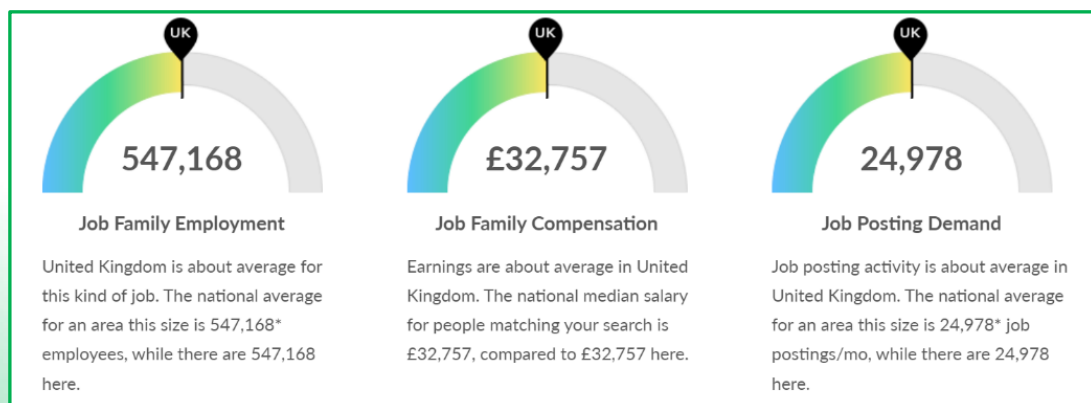 UK
547,168
Job Family Employment
United Kingdom is about average for
this kind of job. The national average
for an area this size is 547,168*
employees, while there are 547,168
here.
UK
£32,757
Job Family Compensation
Earnings are about average in United
Kingdom. The national median salary
for people matching your search is
£32,757, compared to £32,757 here.
UK
24,978
Job Posting Demand
Job posting activity is about average in
United Kingdom. The national average
for an area this size is 24,978* job
postings/mo, while there are 24,978
here.